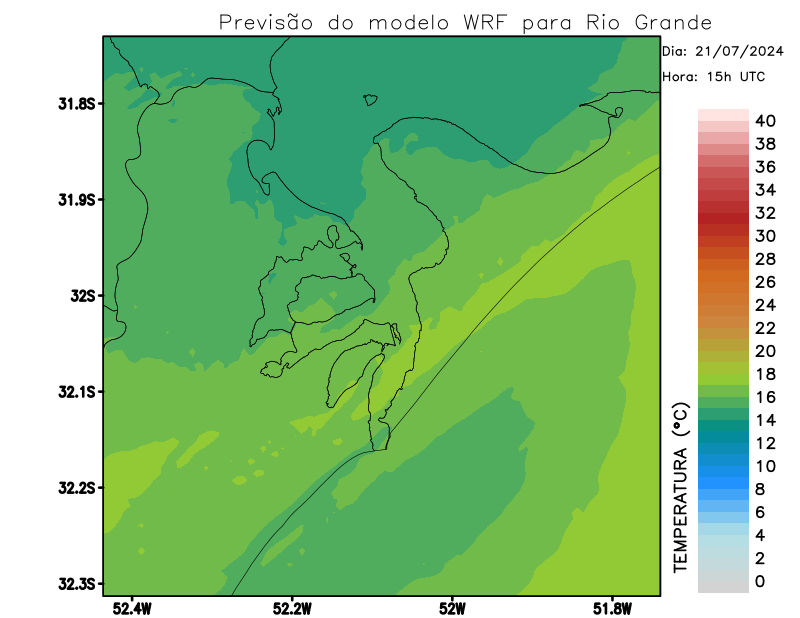 Previsão do modelo WRF para Rio Grande
Dia: 21/07/2024
Hora: 15h UTC
31.8S
31.9S
32S
32.1S
32.2S
32.3S
52.4W
52.2W
52W
51.8W
TEMPERATURA (°C)
40
38
36
34
32
30
28
26
24
22
20
18
16
14
12
10
8
6
4
2
0